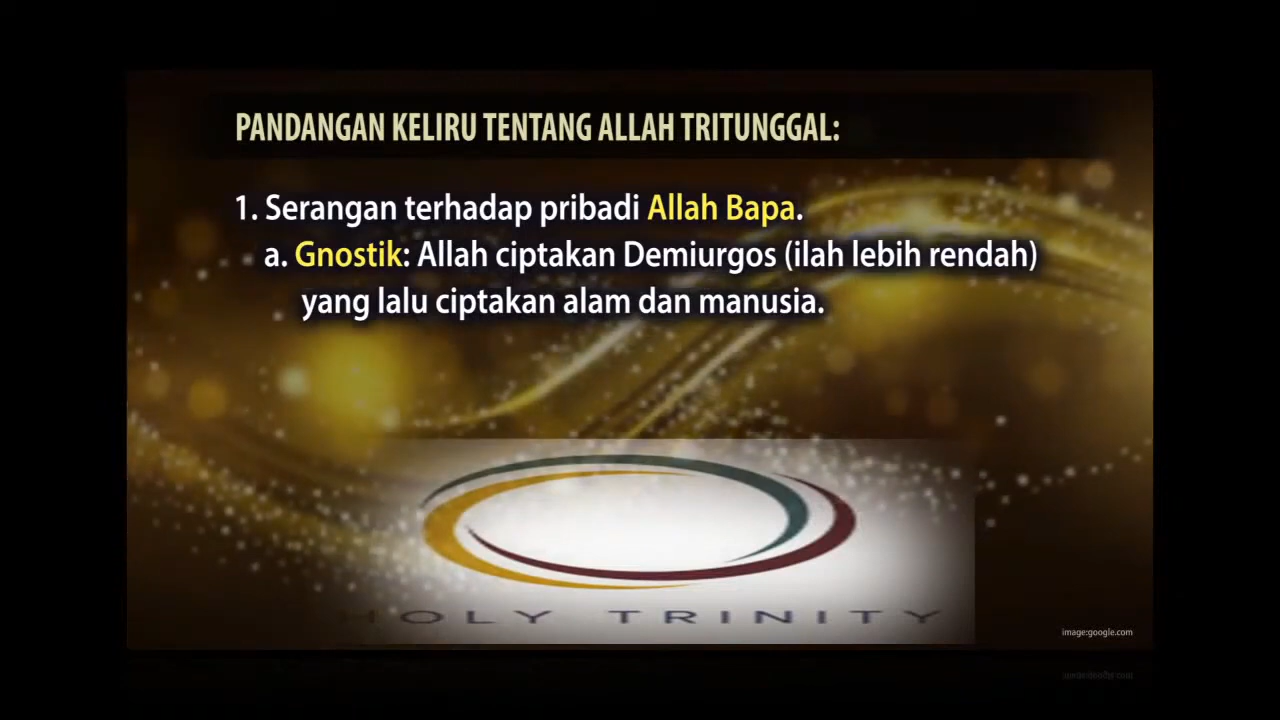 PANDANGAN KELIRU TENTANG ALLAH TRITUNGGAL:
1. Serangan terhadap pribadi Allah Bapa.
a. Gnostik: Allah ciptakan Demiurgos (ilah lebih rendah)
yang lalu ciptakan alam dan manusia.
HOLY TRINITY
image:google.com